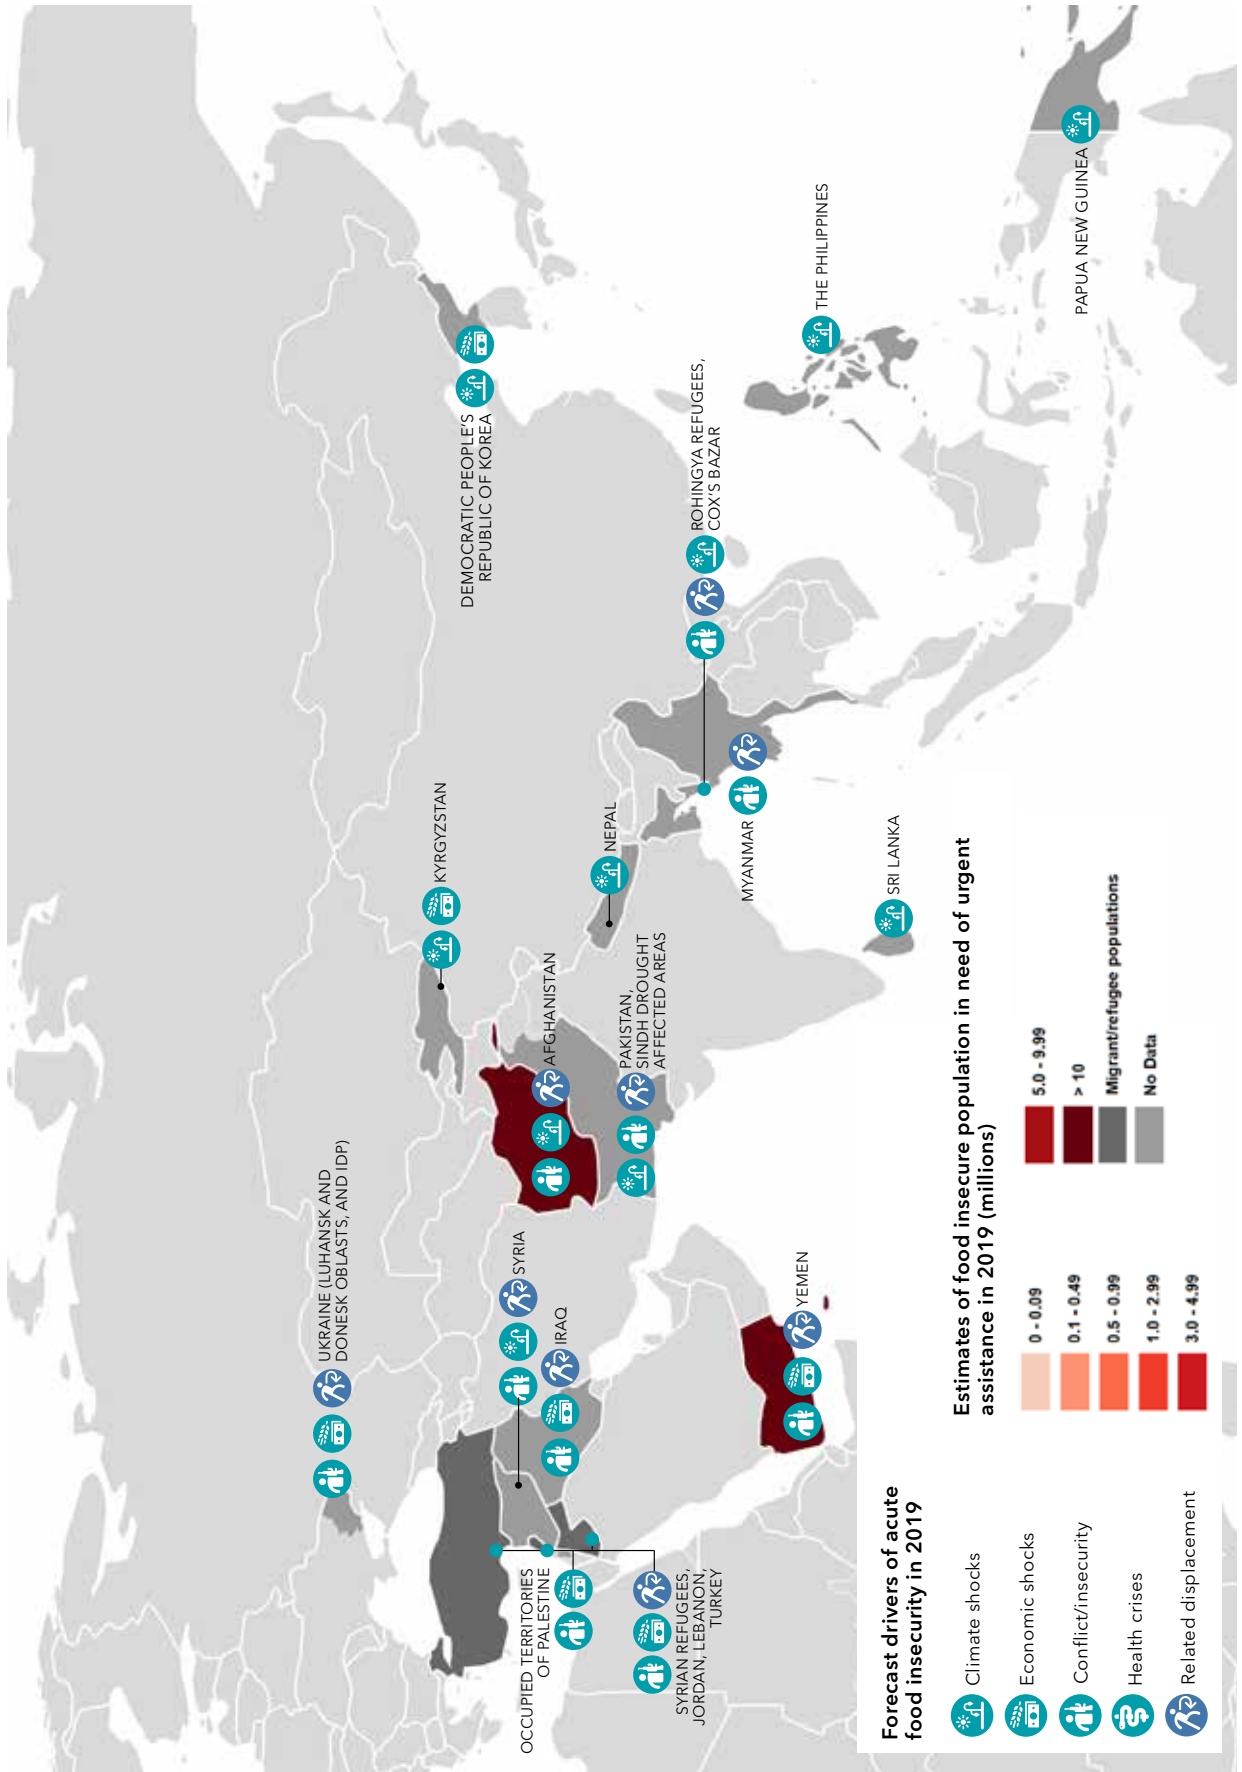 UKRAINE (LUHANSK AND
DONESK OBLASTS, AND IDP)
KYRGYZSTAN
DEMOCRATIC PEOPLE'S
REPUBLIC OF KOREA
SYRIA
IRAQ
AFGHANISTAN
PAKISTAN,
SINDH DROUGHT
AFFECTED AREAS
NEPAL
ROHINGYA REFUGEES,
COX'S BAZAR
MYANMAR
THE PHILIPPINES
OCCUPIED TERRITORIES
OF PALESTINE
SYRIAN REFUGEES,
JORDAN, LEBANON,
TURKEY
YEMEN
SRI LANKA
PAPUA NEW GUINEA
Forecast drivers of acute
food insecurity in 2019
Climate shocks
Economic shocks
Conflict/insecurity
Health crises
Related displacement
Estimates of food insecure population in need of urgent
assistance in 2019 (millions)
0 - 0.09
0.1 - 0.49
0.5 - 0.99
1.0 - 2.99
3.0 - 4.99
5.0 - 9.99
> 10
Migrant/refugee populations
No Data